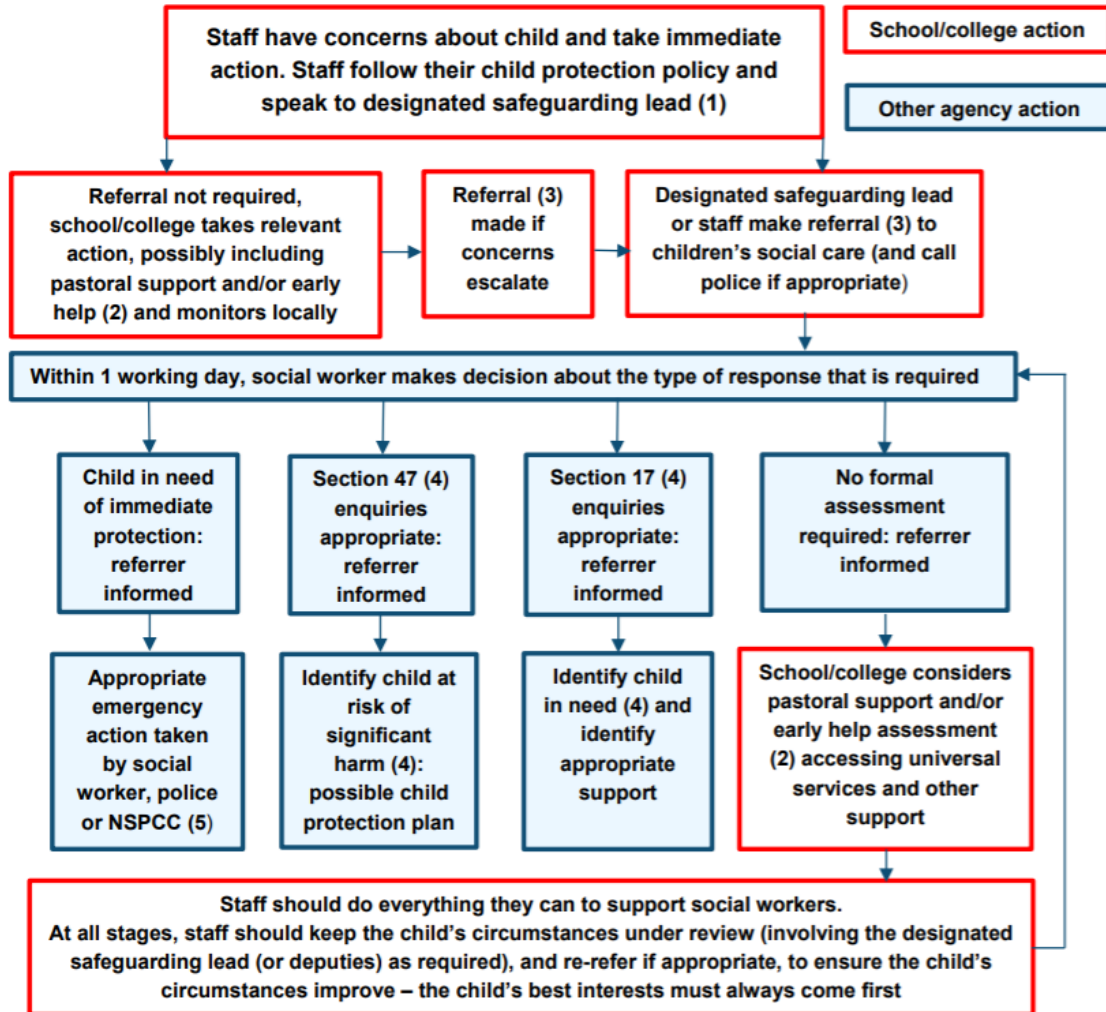 Staff have concerns about child and take immediate
action. Staff follow their child protection policy and
speak to designated safeguarding lead (1)
School/college action
Other agency action
Referral not required,
school/college takes relevant
action, possibly including
pastoral support and/or early
help (2) and monitors locally
Referral (3)
made if
concerns
escalate
Designated safeguarding lead
or staff make referral (3) to
children’s social care (and call
police if appropriate)
Within 1 working day, social worker makes decision about the type of response that is required
Child in need
of immediate
protection:
referrer
informed
Section 47 (4)
enquiries
appropriate:
referrer
informed
Section 17 (4)
enquiries
appropriate:
referrer
informed
No formal
assessment
required: referrer
informed
Appropriate
emergency
action taken
by social
worker, police
or NSPCC (5)
Identify child at
risk of
significant
harm (4):
possible child
protection plan
Identify child
in need (4) and
identify
appropriate
support
School/college considers
pastoral support and/or
early help assessment
(2) accessing universal
services and other
support
Staff should do everything they can to support social workers.
At all stages, staff should keep the child’s circumstances under review (involving the designated
safeguarding lead (or deputies) as required), and re-refer if appropriate, to ensure the child’s
circumstances improve – the child’s best interests must always come first